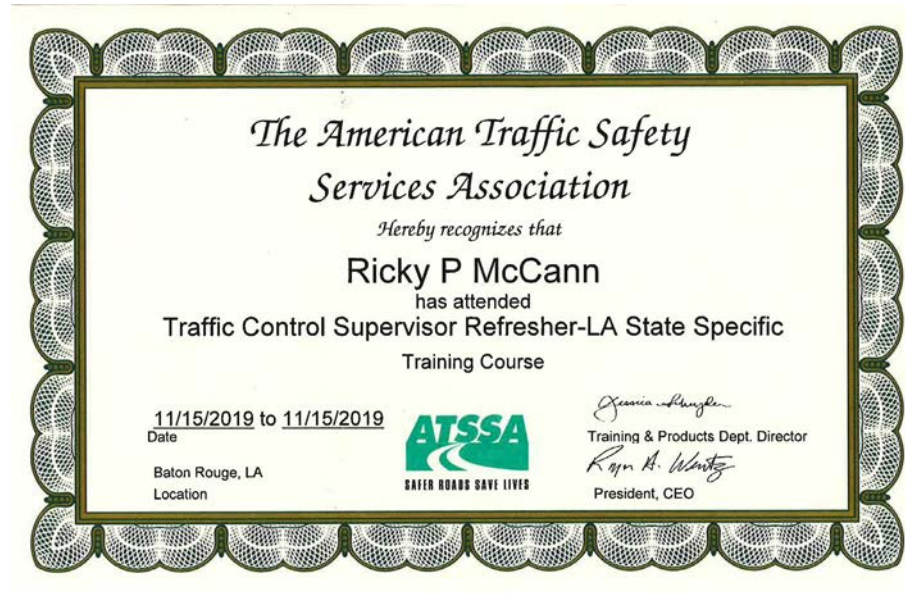 The American Traffic Safety
Services Association
Hereby recognizes that
Ricky P McCann
has attended
Traffic Control Supervisor Refresher-LA State Specific
Training Course
11/15/2019 to 11/15/2019
Date
Baton Rouge, LA
Location
ATSSA
SAFER ROADS SAVE LIVES
Jessica
Training & Products Dept. Director
A. Wentz
President, CEO